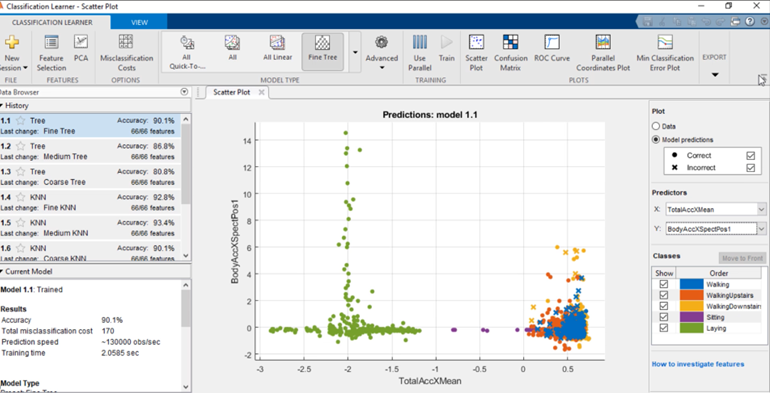 Classification Learner - Scatter Plot
CLASSIFICATION LEARNER VIEW
New Session Feature Selection PCA Misclassification Costs All Quick-To-... All All Linear Fine Tree Advanced Use Parallel Train Scatter Plot Confusion Matrix ROC Curve Parallel Coordinates Plot Min Classification Error Plot EXPORT
FILE FEATURES OPTIONS MODEL TYPE TRAINING PLOTS
Data Browser
History
1.1 Tree Accuracy: 90.1%
Last change: Fine Tree 66/66 features
1.2 Tree Accuracy: 86.8%
Last change: Medium Tree 66/66 features
1.3 Tree Accuracy: 80.8%
Last change: Coarse Tree 66/66 features
1.4 KNN Accuracy: 92.8%
Last change: Fine KNN 66/66 features
1.5 KNN Accuracy: 93.4%
Last change: Medium KNN 66/66 features
1.6 KNN Accuracy: 90.1%
Last change: Coarse KNN 66/66 features
Current Model
Model 1.1: Trained
Results
Accuracy 90.1%
Total misclassification cost 170
Prediction speed ~130000 obs/sec
Training time 2.0585 sec
Model Type
Scatter Plot
Predictions: model 1.1
BodyAccXSpectPos1
14
12
10
8
6
4
2
0
-2
-3 -2.5 -2 -1.5 -1 -0.5 0 0.5
TotalAccXMean
Plot
Data
Model predictions
Correct
Incorrect
Predictors
X: TotalAccXMean
Y: BodyAccXSpectPos1
Classes Move to Front
Show Order
Walking
WalkingUpstairs
WalkingDownstairs
Sitting
Laying
How to investigate features